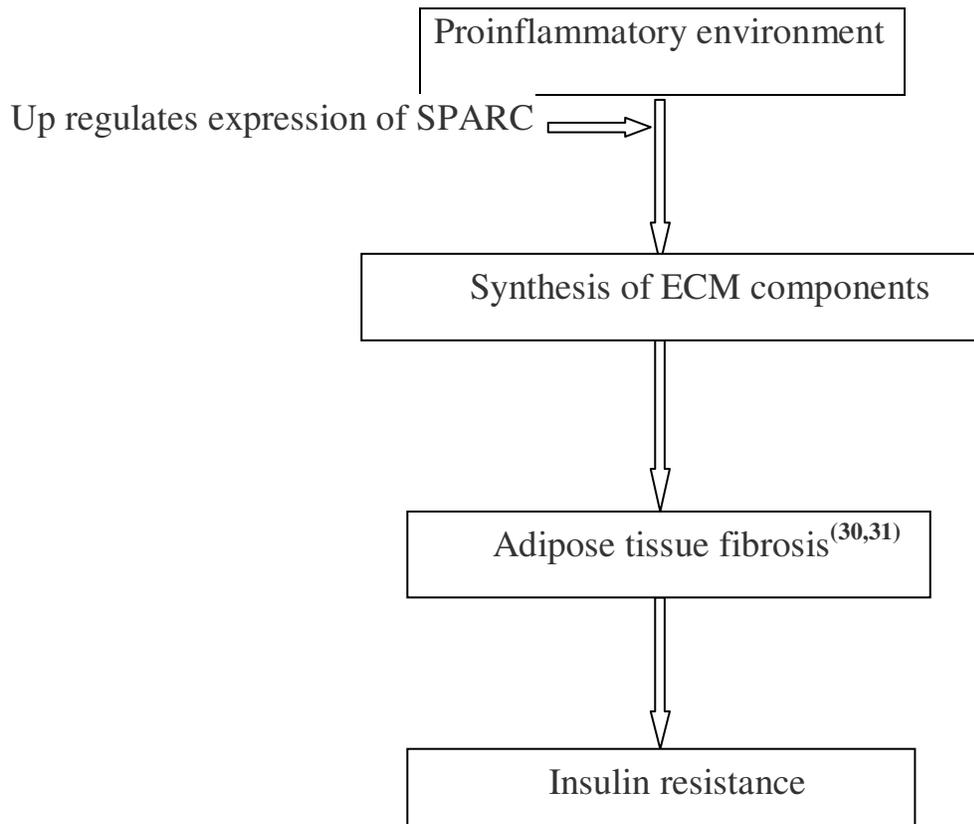 Proinflammatory environment
Up regulates expression of SPARC
Synthesis of ECM components
Adipose tissue fibrosis(30,31)
Insulin resistance